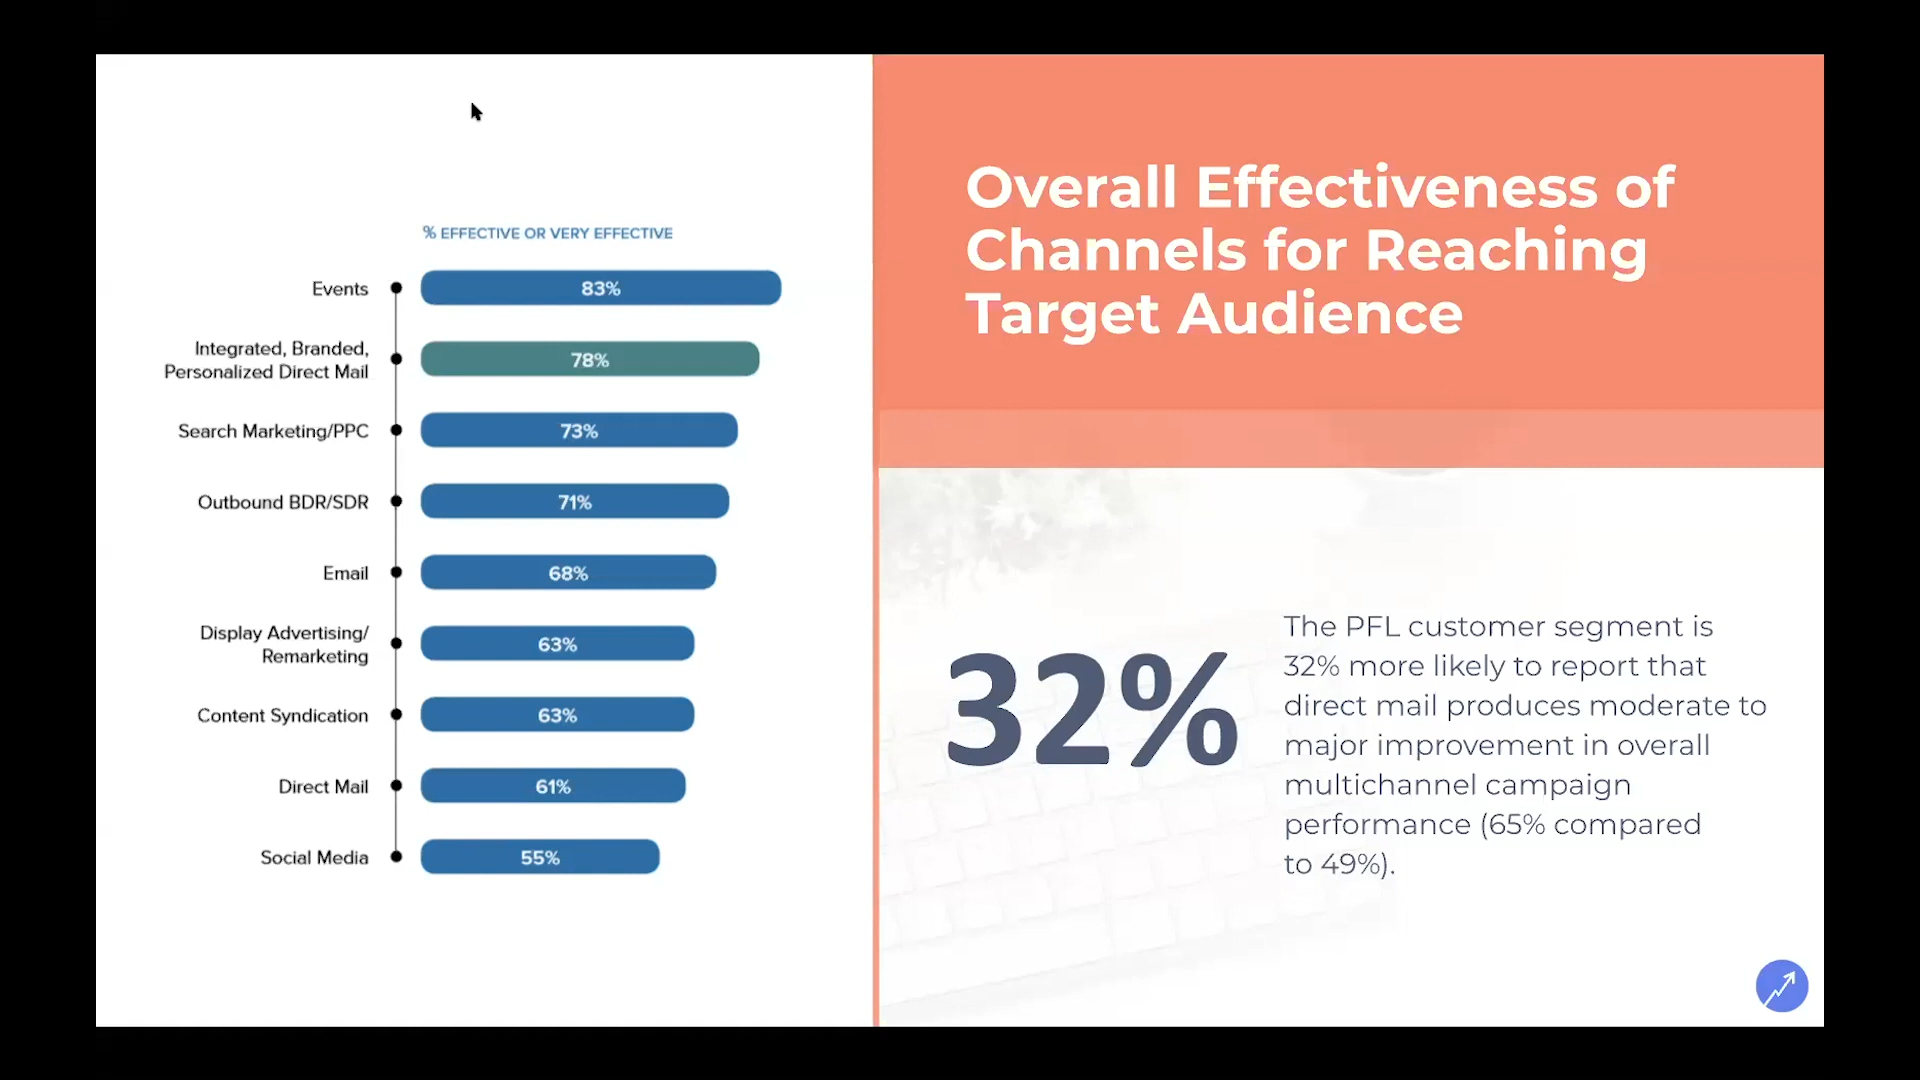 % EFFECTIVE OR VERY EFFECTIVE
Events 83%
Integrated, Branded,
Personalized Direct Mail 78%
Search Marketing/PPC 73%
Outbound BDR/SDR 71%
Email 68%
Display Advertising/
Remarketing 63%
Content Syndication 63%
Direct Mail 61%
Social Media 55%
Overall Effectiveness of
Channels for Reaching
Target Audience
32%
The PFL customer segment is
32% more likely to report that
direct mail produces moderate to
major improvement in overall
multichannel campaign
performance (65% compared
to 49%).